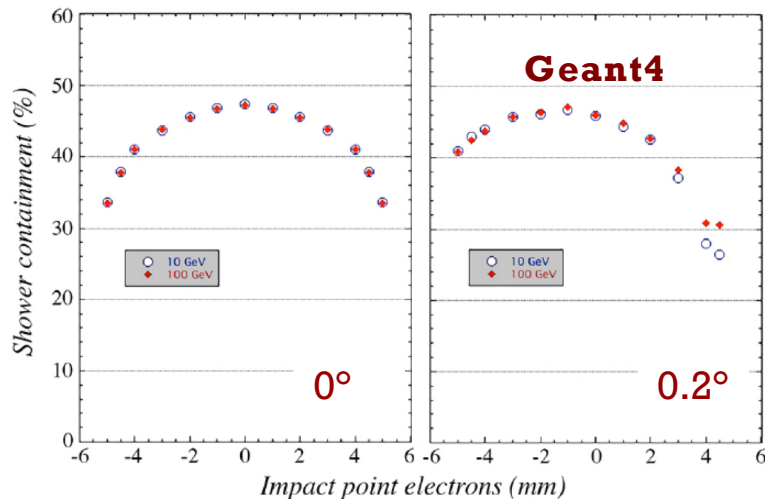 Shower containment (%)
60
50
40
30
20
10
0
10 GeV
100 GeV
0°
-6 -4 -2 0 2 4 6
Geant4
10 GeV
100 GeV
0.2°
-6 -4 -2 0 2 4 6
Impact point electrons (mm)